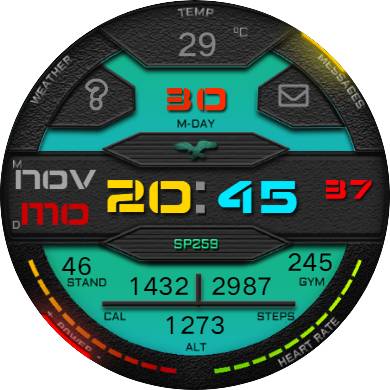 TEMP
29 °C
WEATHER
MESSAGES
?
30
M-DAY
M
NOV
20:45
37
D
MO
SP259
46
STAND
1432
2987
245
GYM
CAL
STEPS
1273
ALT
- POWER +
HEART RATE